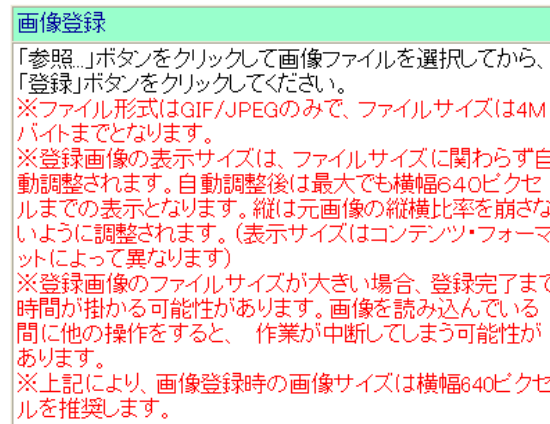 画像登録
「参照...」ボタンをクリックして画像ファイルを選択してから、
「登録」ボタンをクリックしてください。
※ファイル形式はGIF/JPEGのみで、ファイルサイズは4M
バイトまでとなります。
※登録画像の表示サイズは、ファイルサイズに関わらず自
動調整されます。自動調整後は最大でも横幅640ピクセ
ルまでの表示となります。縦は元画像の縦横比率を崩さな
いように調整されます。(表示サイズはコンテンツ・フォーマ
ットによって異なります)
※登録画像のファイルサイズが大きい場合、登録完了まで
時間が掛かる可能性があります。画像を読み込んでいる
間に他の操作をすると、 作業が中断してしまう可能性が
あります。
※上記により、画像登録時の画像サイズは横幅640ピクセ
ルを推奨します。